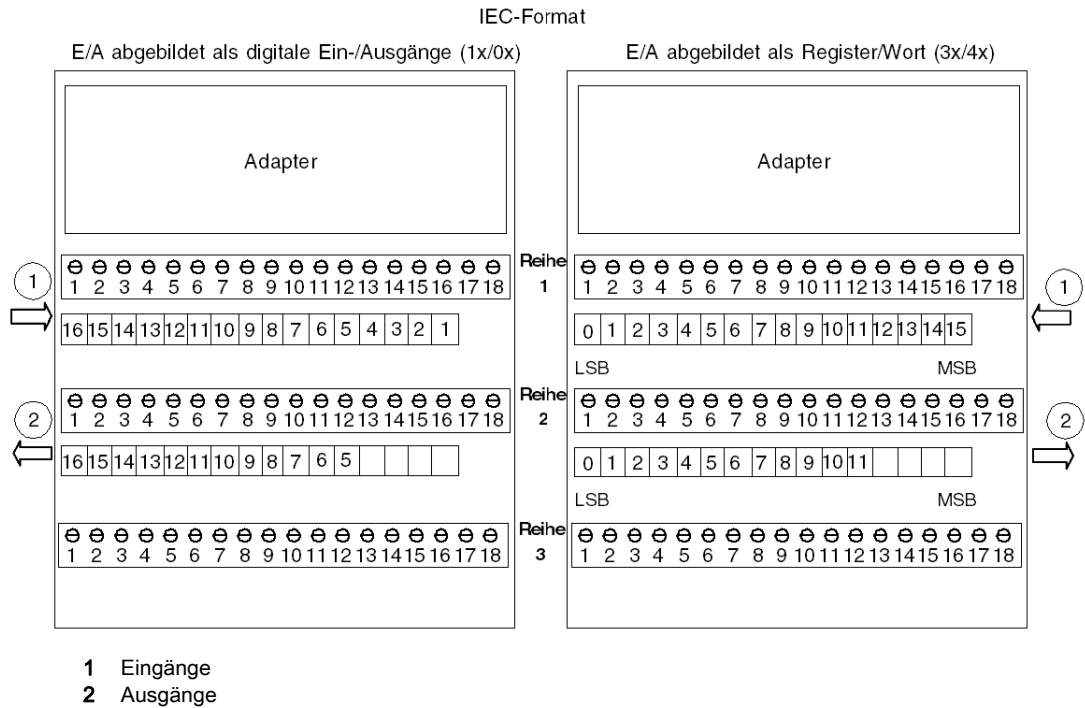 IEC-Format
E/A abgebildet als digitale Ein-/Ausgänge (1x/0x)
E/A abgebildet als Register/Wort (3x/4x)
Adapter
Adapter
1
1 2 3 4 5 6 7 8 9 10 11 12 13 14 15 16 17 18
Reihe
1
1 2 3 4 5 6 7 8 9 10 11 12 13 14 15 16 17 18
1
16 15 14 13 12 11 10 9 8 7 6 5 4 3 2 1
0 1 2 3 4 5 6 7 8 9 10 11 12 13 14 15
LSB MSB
2
1 2 3 4 5 6 7 8 9 10 11 12 13 14 15 16 17 18
Reihe
2
1 2 3 4 5 6 7 8 9 10 11 12 13 14 15 16 17 18
2
16 15 14 13 12 11 10 9 8 7 6 5
0 1 2 3 4 5 6 7 8 9 10 11
LSB MSB
1 2 3 4 5 6 7 8 9 10 11 12 13 14 15 16 17 18
Reihe
3
1 2 3 4 5 6 7 8 9 10 11 12 13 14 15 16 17 18
1 Eingänge
2 Ausgänge